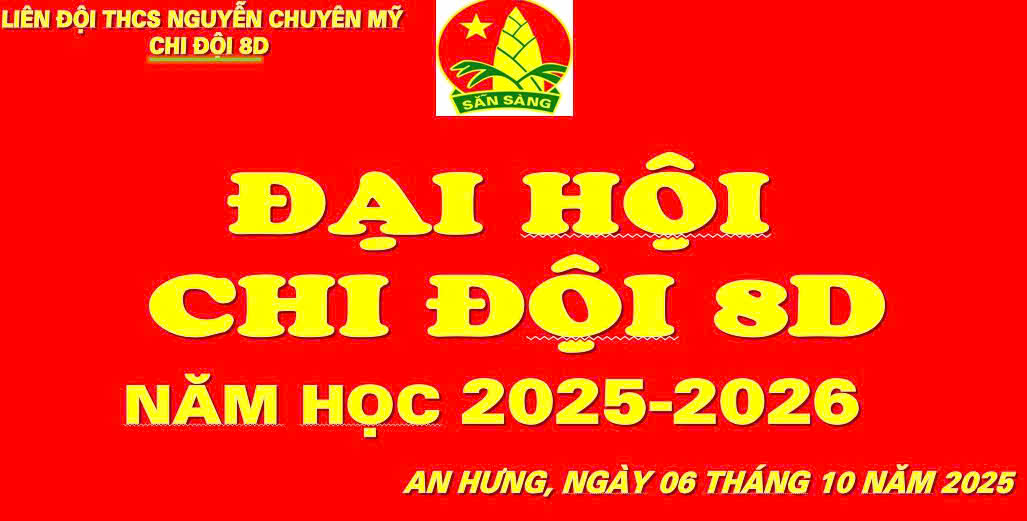 LIÊN ĐỘI THCS NGUYỄN CHUYÊN MỸ
CHI ĐỘI 8D
SẴN SÀNG
ĐẠI HỘI
CHI ĐỘI 8D
NĂM HỌC 2025-2026
AN HƯNG, NGÀY 06 THÁNG 10 NĂM 2025